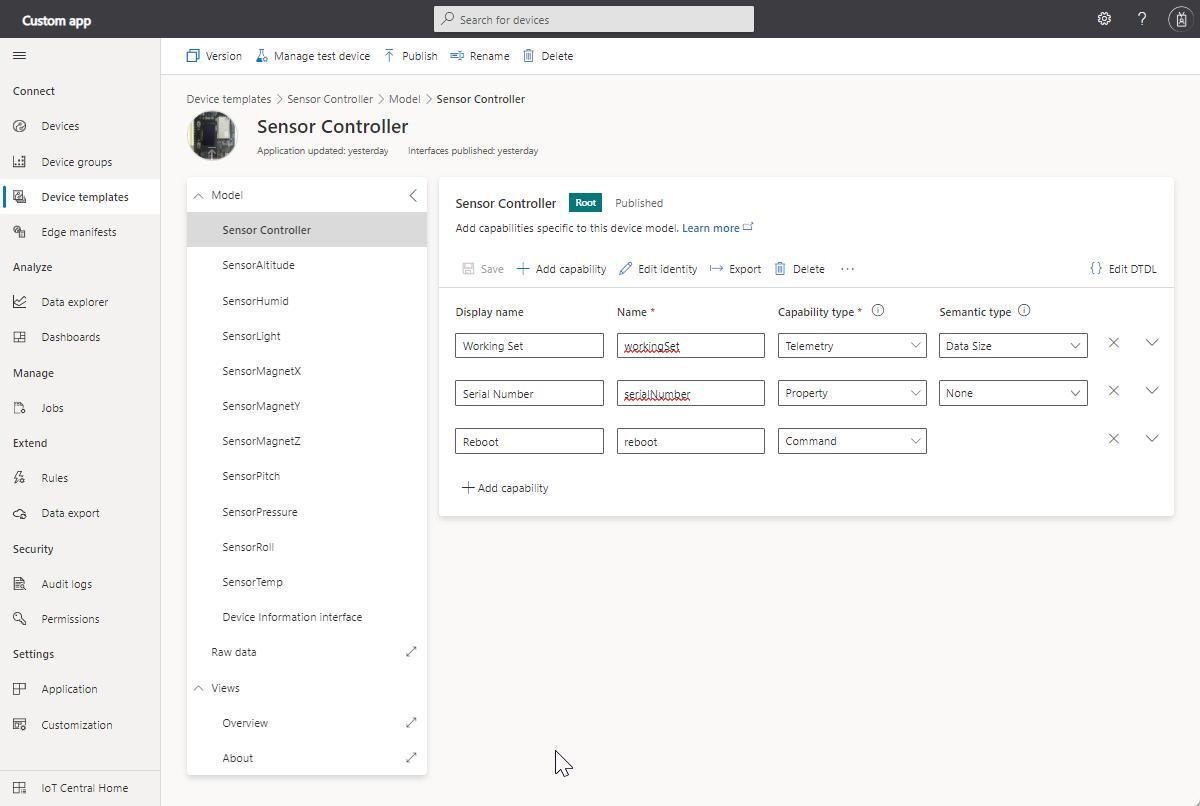 Custom app
Search for devices
?
Connect
Devices
Device groups
Device templates
Edge manifests
Analyze
Data explorer
Dashboards
Manage
Jobs
Extend
Rules
Data export
Security
Audit logs
Permissions
Settings
Application
Customization
IoT Central Home
Version Manage test device Publish Rename Delete
Device templates > Sensor Controller > Model > Sensor Controller
Sensor Controller
Application updated: yesterday Interfaces published: yesterday
Model
Sensor Controller
SensorAltitude
SensorHumid
SensorLight
SensorMagnetX
SensorMagnetY
SensorMagnetZ
SensorPitch
SensorPressure
SensorRoll
SensorTemp
Device Information interface
Raw data
Views
Overview
About
Sensor Controller Root Published
Add capabilities specific to this device model. Learn more
Save + Add capability Edit identity Export Delete ... {} Edit DTDL
Display name Name * Capability type * Semantic type
Working Set workingSet Telemetry Data Size
Serial Number serialNumber Property None
Reboot reboot Command
+ Add capability